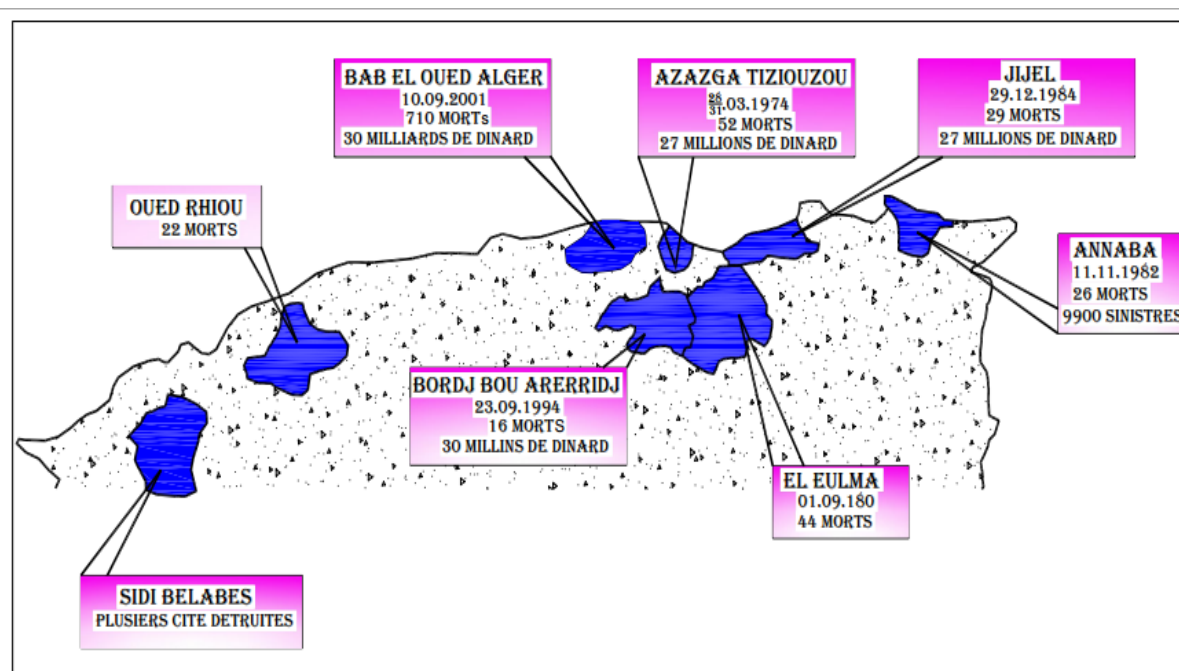 BAB EL OUED ALGER
10.09.2001
710 MORTs
30 MILLIARDS DE DINARD
AZAZGA TIZIOUZOU
28/31.03.1974
52 MORTS
27 MILLIONS DE DINARD
JIJEL
29.12.1984
29 MORTS
27 MILLIONS DE DINARD
OUED RHIOU
22 MORTS
ANNABA
11.11.1982
26 MORTS
9900 SINISTRES
BORDJ BOU ARERRIDJ
23.09.1994
16 MORTS
30 MILLINS DE DINARD
EL EULMA
01.09.180
44 MORTS
SIDI BELABES
PLUSIERS CITE DETRUITES